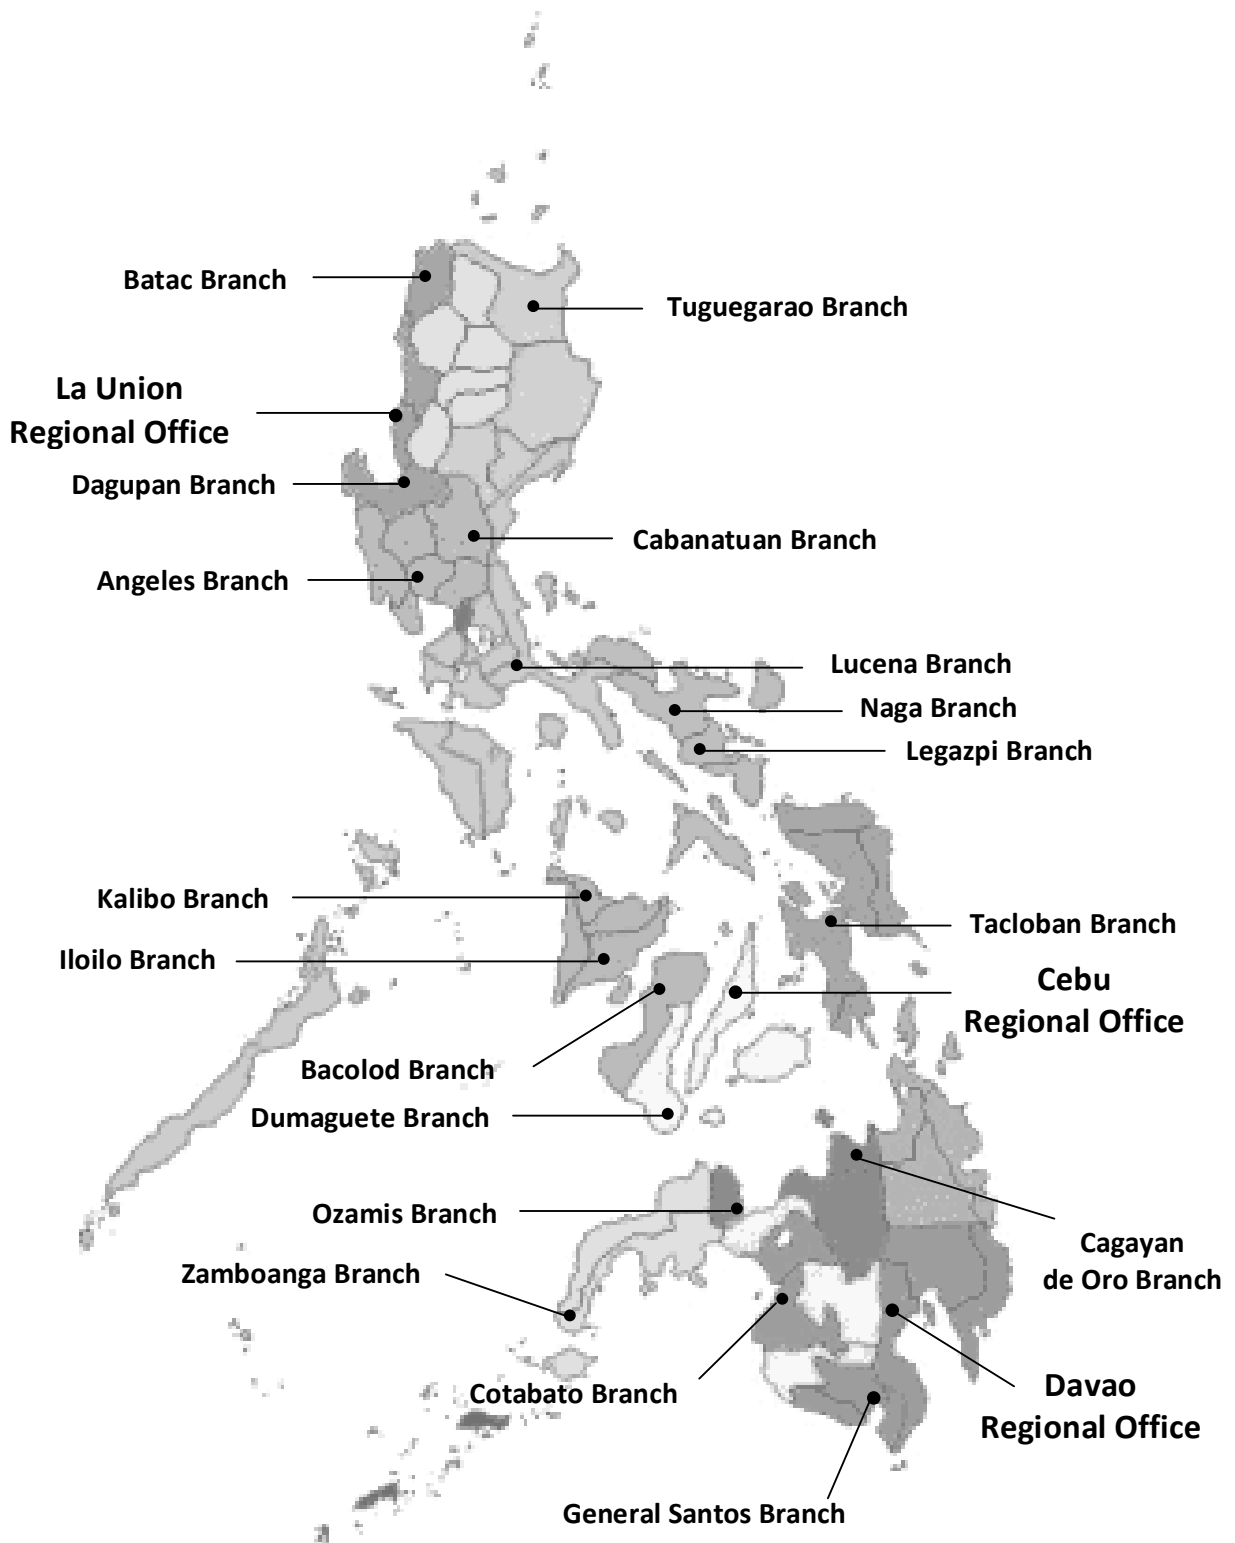 Batac Branch
Tuguegarao Branch
La Union
Regional Office
Dagupan Branch
Cabanatuan Branch
Angeles Branch
Lucena Branch
Naga Branch
Legazpi Branch
Kalibo Branch
Tacloban Branch
Iloilo Branch
Cebu
Regional Office
Bacolod Branch
Dumaguete Branch
Ozamis Branch
Cagayan
de Oro Branch
Zamboanga Branch
Cotabato Branch
Davao
Regional Office
General Santos Branch